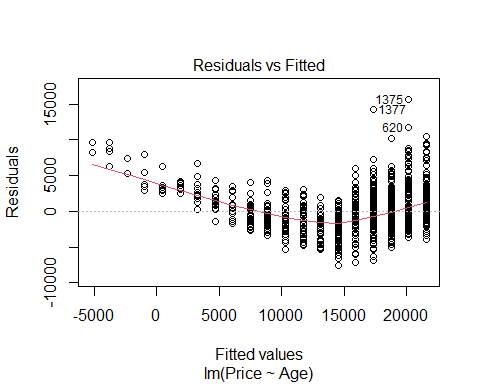 Residuals vs Fitted
Residuals
15000
5000
0
-10000
1375
1377
620
-5000 0 5000 10000 15000 20000
Fitted values
lm(Price ~ Age)